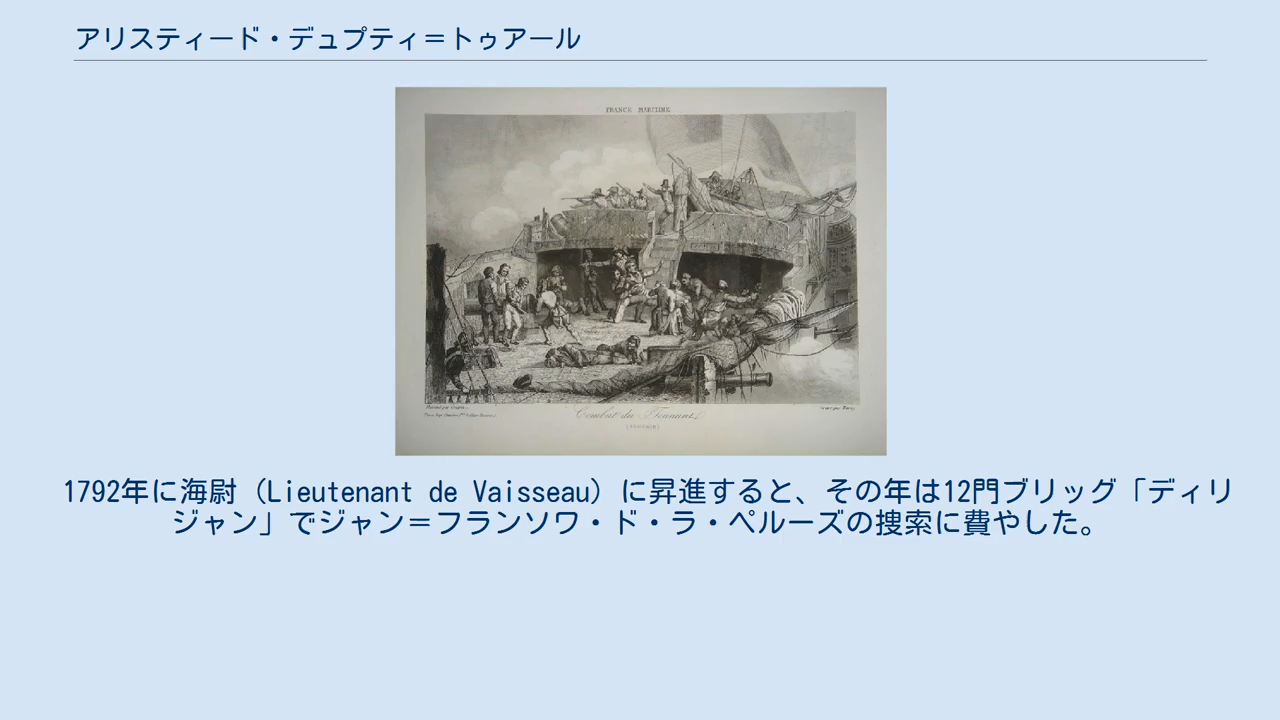 アリスティード・デュプティ＝トゥアール
FRANCE MARITIME
Combat du Tonnant
1792年に海尉（Lieutenant de Vaisseau）に昇進すると、その年は12門ブリッグ「ディリ
ジャン」でジャン＝フランソワ・ド・ラ・ペルーズの捜索に費やした。